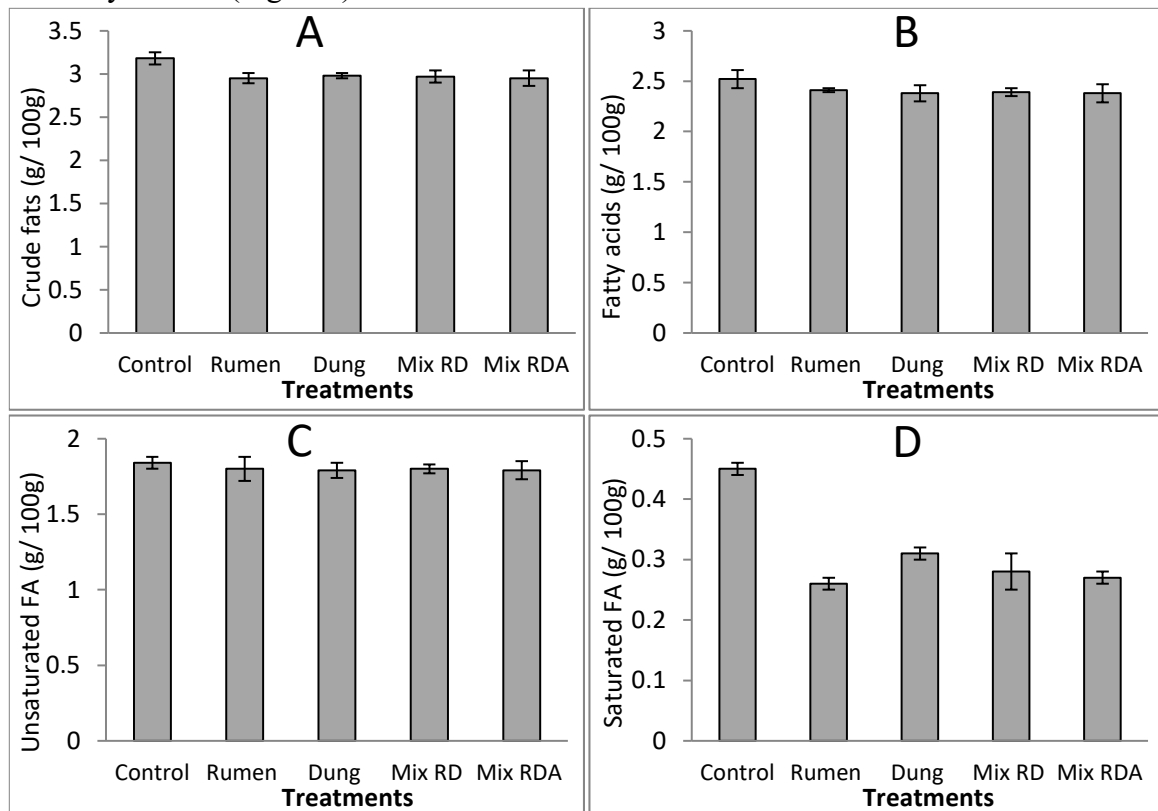 A
Crude fats (g/ 100g)
3.5
3
2.5
2
1.5
1
0.5
0
Control Rumen Dung Mix RD Mix RDA
Treatments
B
Fatty acids (g/ 100g)
3
2.5
2
1.5
1
0.5
0
Control Rumen Dung Mix RD Mix RDA
Treatments
C
Unsaturated FA (g/ 100g)
2
1.5
1
0.5
0
Control Rumen Dung Mix RD Mix RDA
Treatments
D
Saturated FA (g/ 100g)
0.5
0.4
0.3
0.2
0.1
0
Control Rumen Dung Mix RD Mix RDA
Treatments